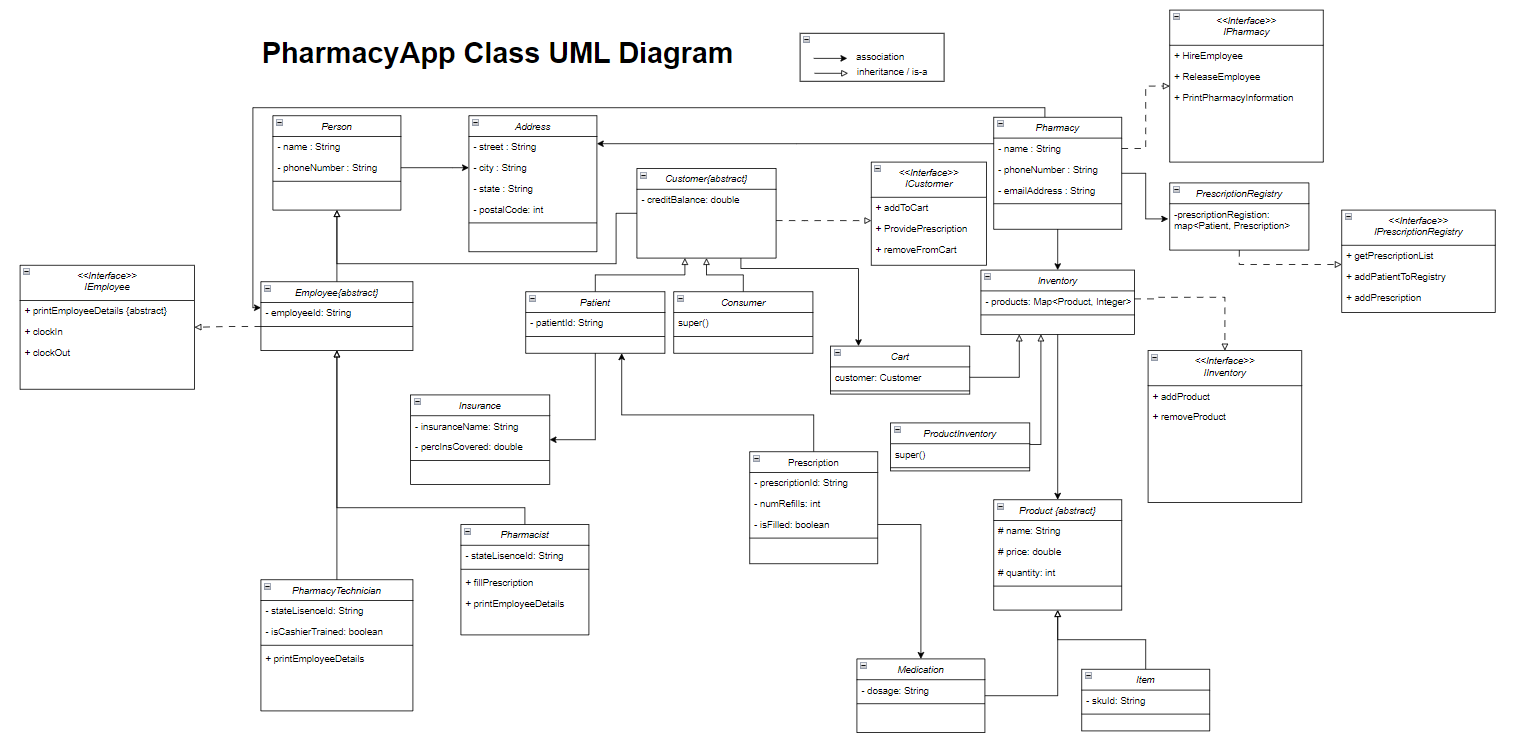 PharmacyApp Class UML Diagram
association
inheritance / is-a
<<Interface>>
IPharmacy
+ HireEmployee
+ ReleaseEmployee
+ PrintPharmacyInformation
Person
- name : String
- phoneNumber : String
Address
- street : String
- city : String
- state : String
- postalCode: int
Pharmacy
- name : String
- phoneNumber : String
- emailAddress : String
Customer{abstract}
- creditBalance: double
<<Interface>>
ICustomer
+ addToCart
+ ProvidePrescription
+ removeFromCart
PrescriptionRegistry
-prescriptionRegistion:
map<Patient, Prescription>
<<Interface>>
IPrescriptionRegistry
+ getPrescriptionList
+ addPatientToRegistry
+ addPrescription
<<Interface>>
IEmployee
+ printEmployeeDetails {abstract}
+ clockIn
+ clockOut
Employee{abstract}
- employeeId: String
Patient
- patientId: String
Consumer
super()
Inventory
- products: Map<Product, Integer>
Cart
customer: Customer
<<Interface>>
IInventory
+ addProduct
+ removeProduct
Insurance
- insuranceName: String
- percInsCovered: double
ProductInventory
super()
Prescription
- prescriptionId: String
- numRefills: int
- isFilled: boolean
Product {abstract}
# name: String
# price: double
# quantity: int
Pharmacist
- stateLisenceId: String
+ fillPrescription
+ printEmployeeDetails
PharmacyTechnician
- stateLisenceId: String
- isCashierTrained: boolean
+ printEmployeeDetails
Medication
- dosage: String
Item
- skuId: String